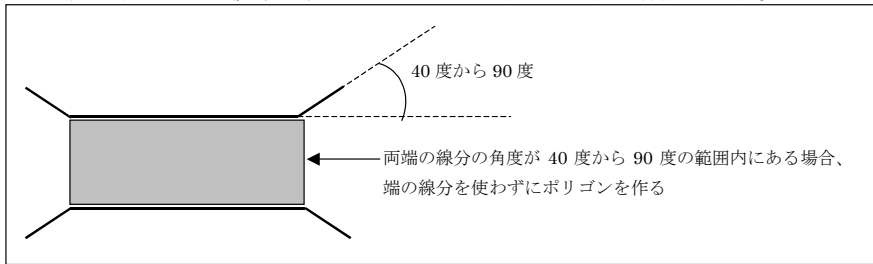 40 度から 90 度
両端の線分の角度が 40 度から 90 度の範囲内にある場合、
端の線分を使わずにポリゴンを作る